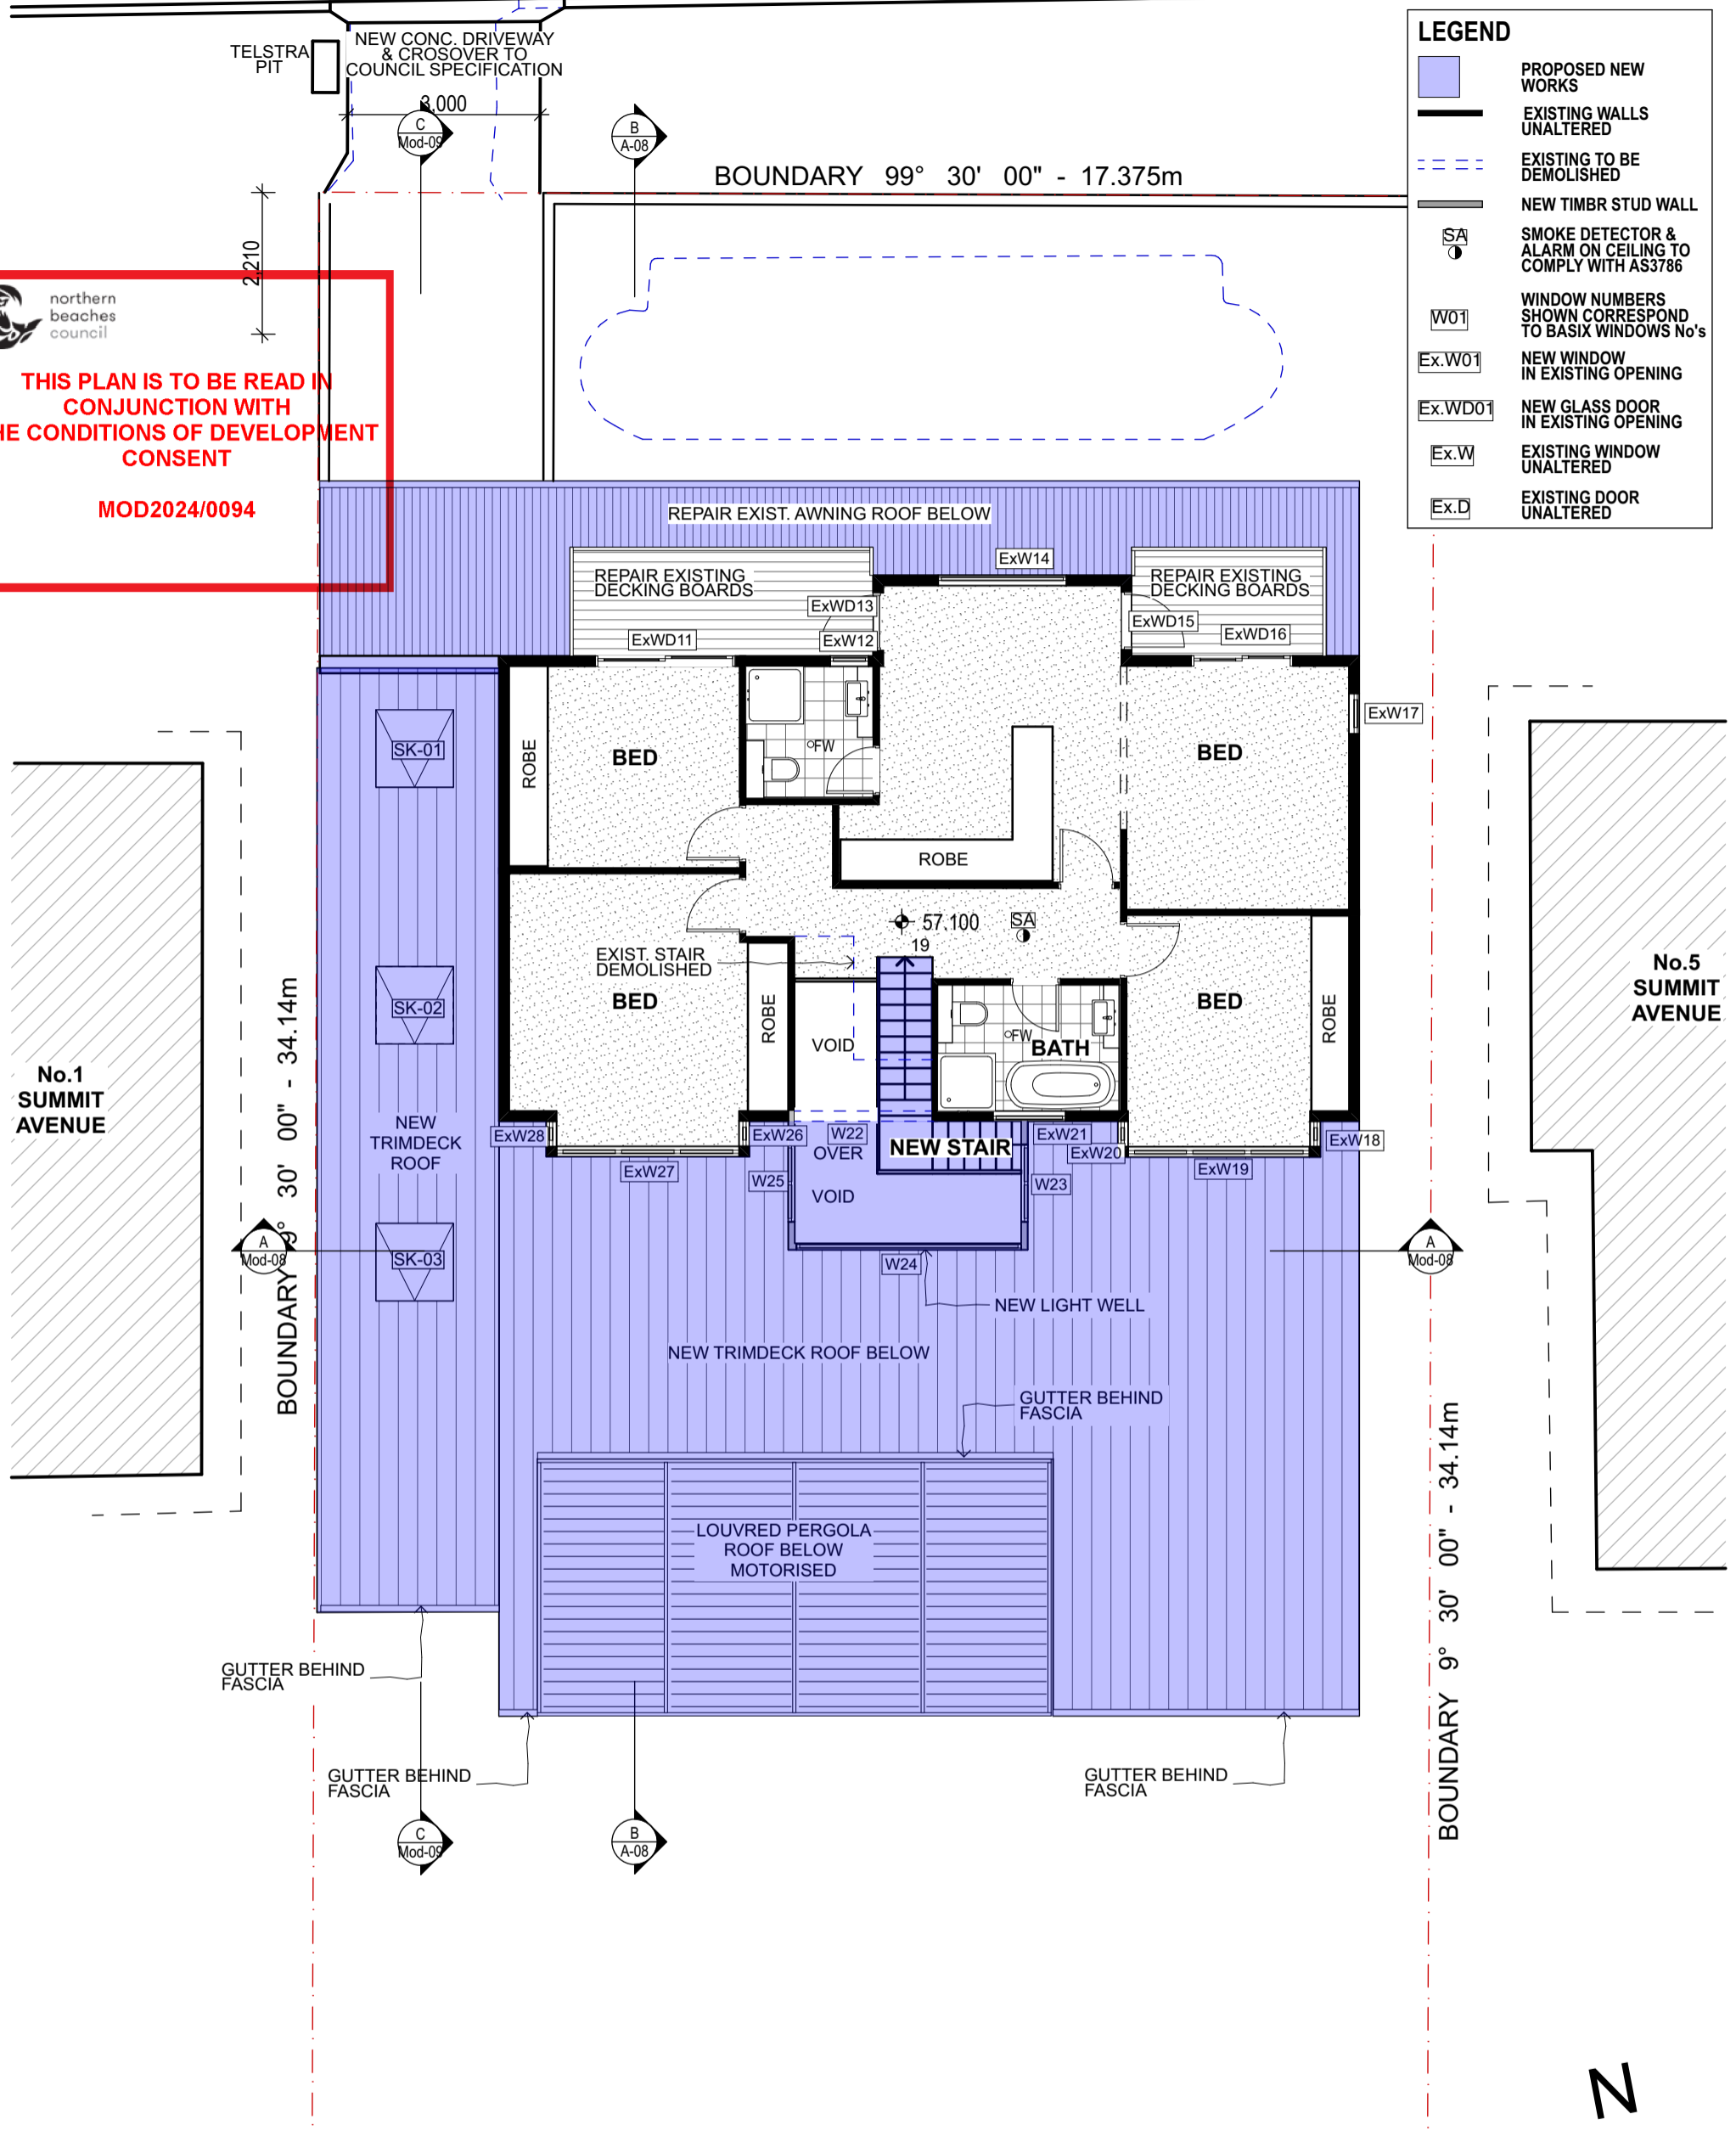 TELSTRA
PIT
NEW CONC. DRIVEWAY
& CROSSOVER TO
COUNCIL SPECIFICATION
3,000
C
Mod-09
B
A-08
BOUNDARY 99° 30' 00" - 17.375m
2,210
northern
beaches
council
THIS PLAN IS TO BE READ IN
CONJUNCTION WITH
HE CONDITIONS OF DEVELOPMENT
CONSENT
MOD2024/0094
LEGEND
PROPOSED NEW
WORKS
EXISTING WALLS
UNALTERED
EXISTING TO BE
DEMOLISHED
NEW TIMBR STUD WALL
SA
SMOKE DETECTOR &
ALARM ON CEILING TO
COMPLY WITH AS3786
W01
WINDOW NUMBERS
SHOWN CORRESPOND
TO BASIX WINDOWS No's
Ex.W01
NEW WINDOW
IN EXISTING OPENING
Ex.WD01
NEW GLASS DOOR
IN EXISTING OPENING
Ex.W
EXISTING WINDOW
UNALTERED
Ex.D
EXISTING DOOR
UNALTERED
REPAIR EXIST. AWNING ROOF BELOW
ExW14
REPAIR EXISTING
DECKING BOARDS
REPAIR EXISTING
DECKING BOARDS
ExWD13
ExWD15
ExWD11
ExW12
ExWD16
ExW17
SK-01
ROBE
BED
FW
BED
ROBE
57.100
SA
19
EXIST. STAIR
DEMOLISHED
SK-02
BED
ROBE
VOID
FW
BATH
BED
ROBE
No.5
SUMMIT
AVENUE
No.1
SUMMIT
AVENUE
BOUNDARY 9° 30' 00" - 34.14m
NEW
TRIMDECK
ROOF
ExW28
ExW27
ExW26
W22
OVER
NEW STAIR
ExW21
ExW20
ExW19
ExW18
W25
VOID
W23
A
Mod-08
SK-03
W24
A
Mod-08
NEW LIGHT WELL
NEW TRIMDECK ROOF BELOW
GUTTER BEHIND
FASCIA
BOUNDARY 9° 30' 00" - 34.14m
LOUVRED PERGOLA
ROOF BELOW
MOTORISED
GUTTER BEHIND
FASCIA
GUTTER BEHIND
FASCIA
GUTTER BEHIND
FASCIA
C
Mod-09
B
A-08
N